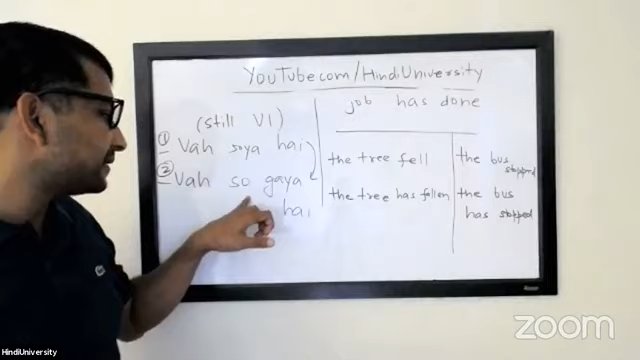 YouTube.com/HindiUniversity
(still VI)
① Vah soya hai
② Vah so gaya
hai
job has done
the tree fell
the bus
stopped
the tree has fallen
the bus
has stopped
zoom
HindiUniversity